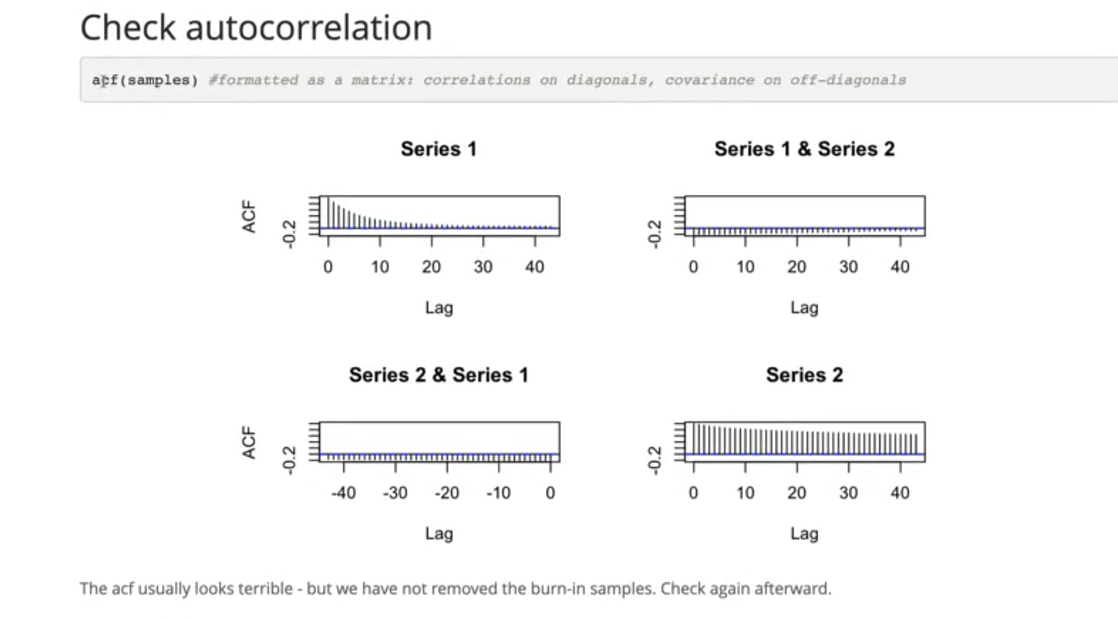 Check autocorrelation
acf(samples) #formatted as a matrix: correlations on diagonals, covariance on off-diagonals
Series 1
ACF
-0.2
0 10 20 30 40
Lag
Series 1 & Series 2
-0.2
0 10 20 30 40
Lag
Series 2 & Series 1
ACF
-0.2
-40 -30 -20 -10 0
Lag
Series 2
-0.2
0 10 20 30 40
Lag
The acf usually looks terrible - but we have not removed the burn-in samples. Check again afterward.